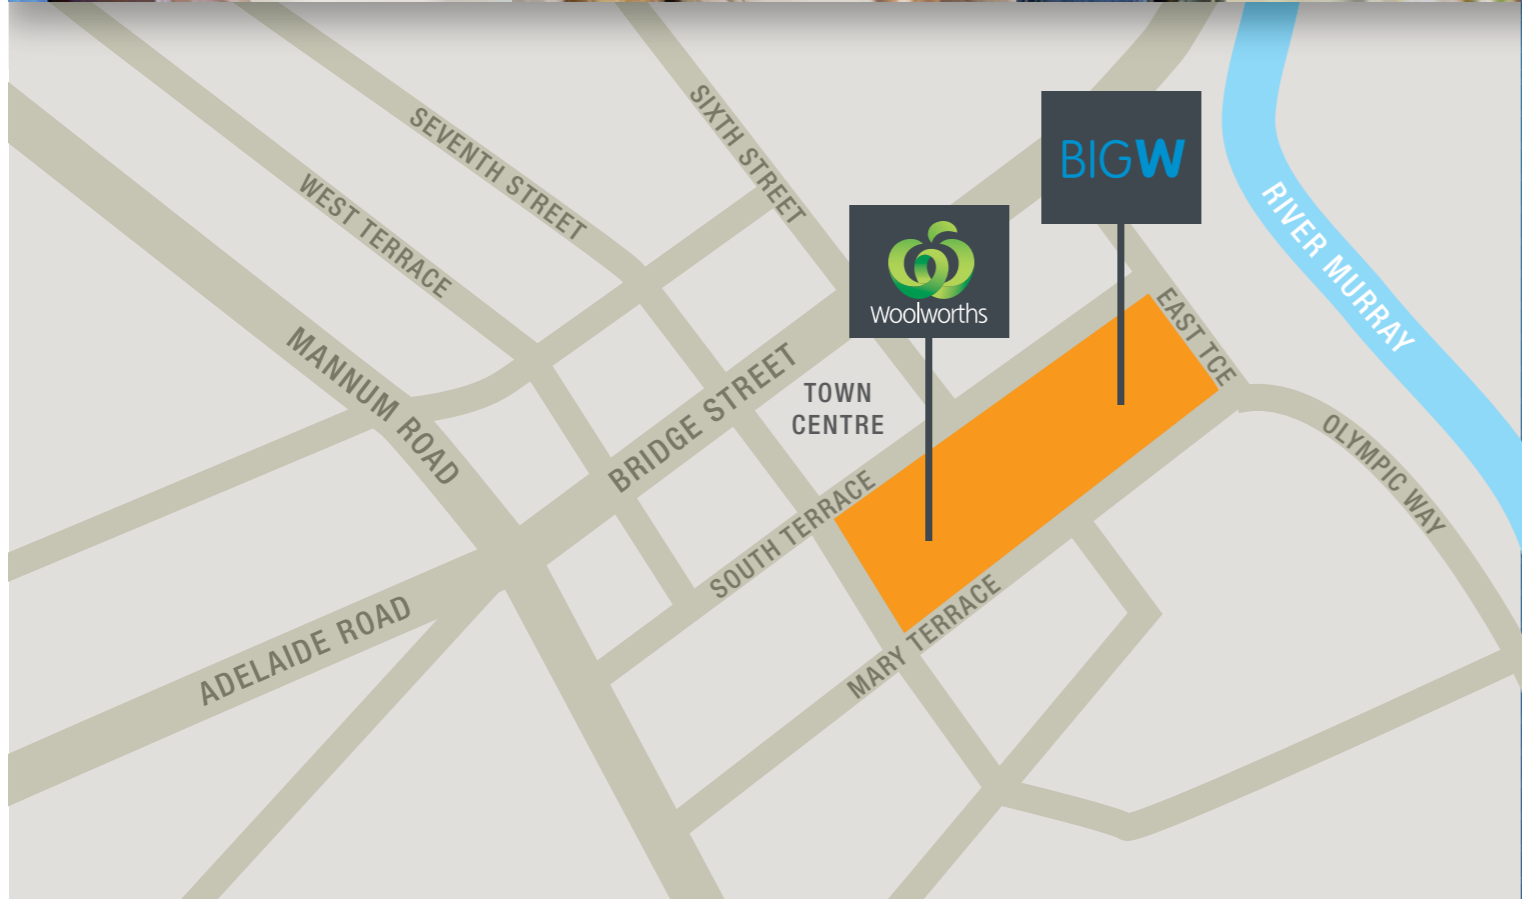 SIXTH STREET
SEVENTH STREET
BIGW
WEST TERRACE
RIVER MURRAY
Woolworths
EAST TCE
MANNUM ROAD
BRIDGE STREET
TOWN
CENTRE
OLYMPIC WAY
SOUTH TERRACE
MARY TERRACE
ADELAIDE ROAD